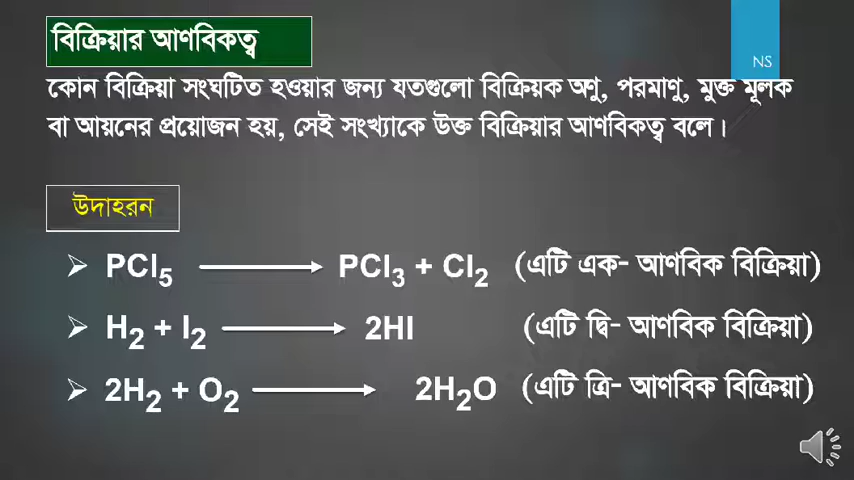 বিক্রিয়ার আণবিকত্ব
NS
কোন বিক্রিয়া সংঘটিত হওয়ার জন্য যতগুলো বিক্রিয়ক অণু, পরমাণু, মুক্ত মূলক
বা আয়নের প্রয়োজন হয়, সেই সংখ্যাকে উক্ত বিক্রিয়ার আণবিকত্ব বলে।
উদাহরন
➢ PCl₅ ⟶ PCl₃ + Cl₂ (এটি এক- আণবিক বিক্রিয়া)
➢ H₂ + I₂ ⟶ 2HI (এটি দ্বি- আণবিক বিক্রিয়া)
➢ 2H₂ + O₂ ⟶ 2H₂O (এটি ত্রি- আণবিক বিক্রিয়া)